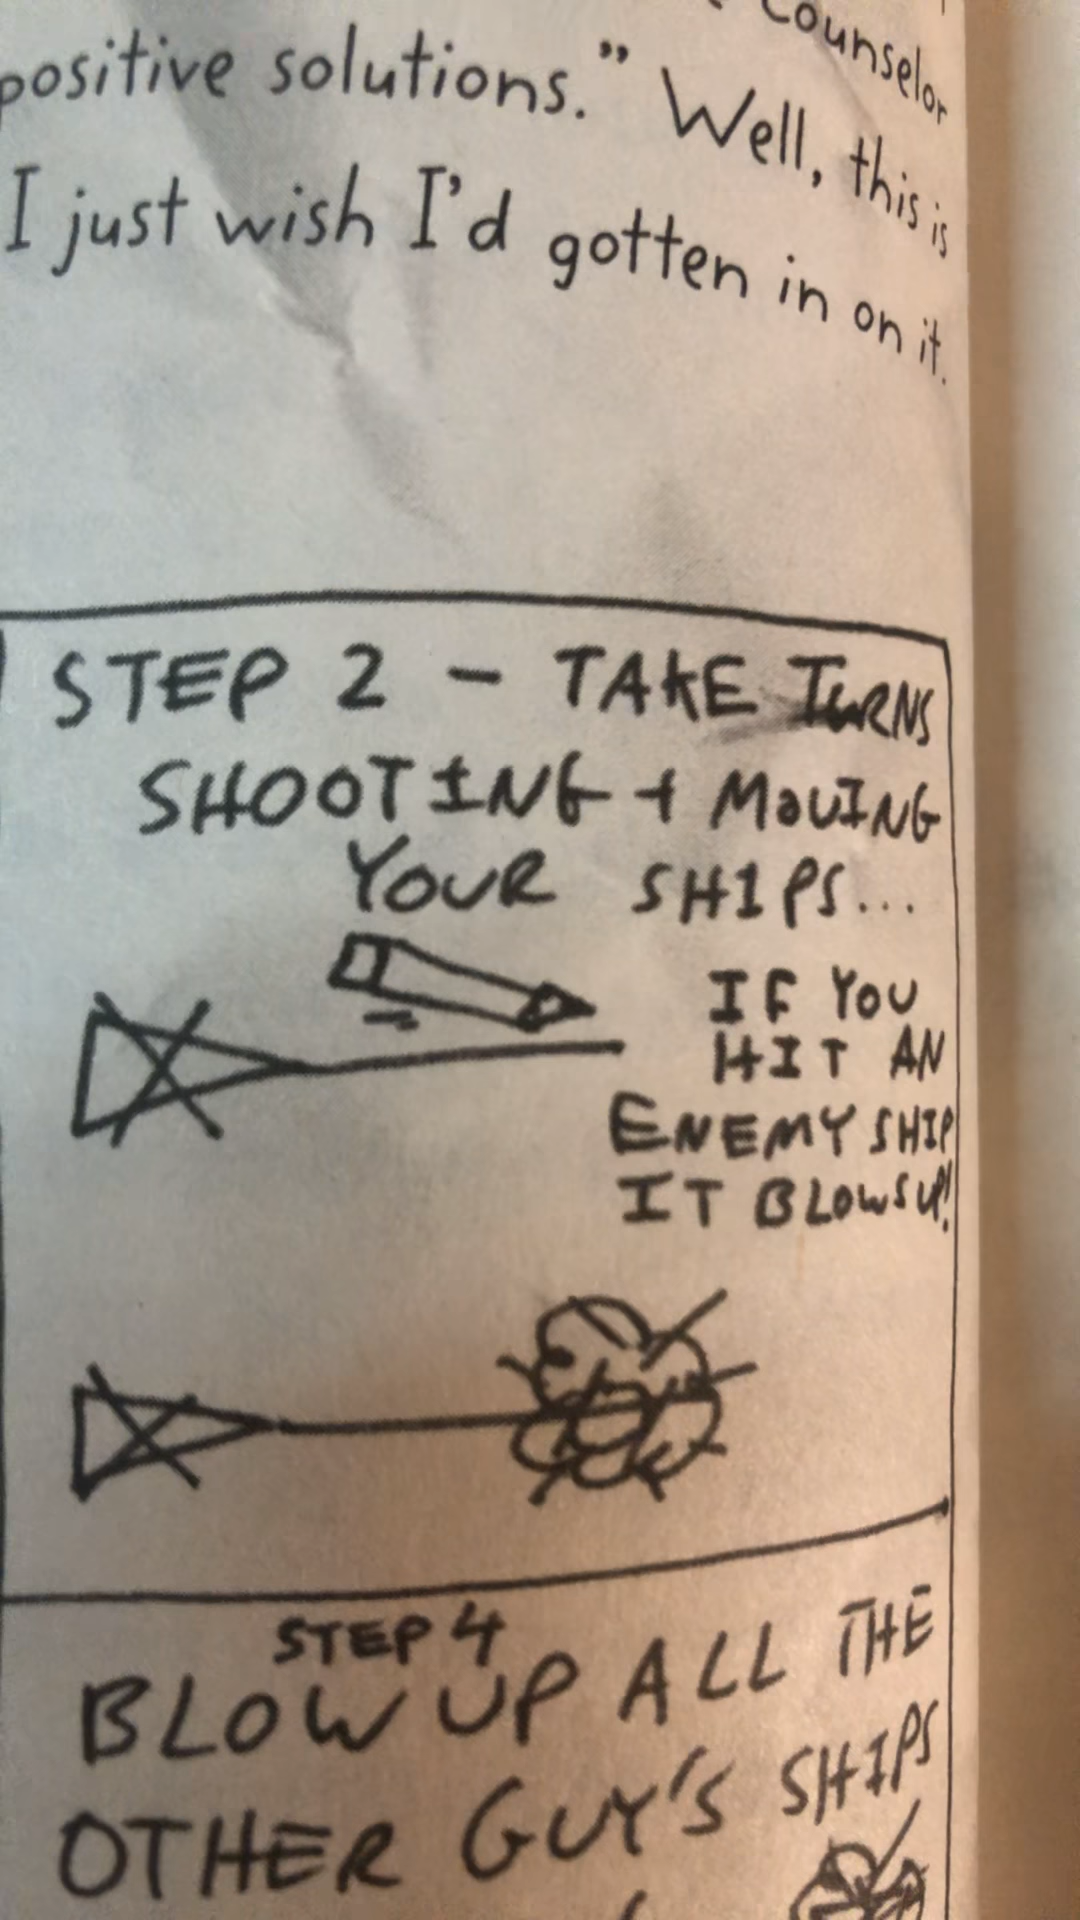 Counselor
positive solutions.” Well, this is
I just wish I'd gotten in on it.
STEP 2 - TAKE TURNS
SHOOTING + MOVING
YOUR SHIPS...
IF YOU
HIT AN
ENEMY SHIP
IT BLOWS UP!
STEP 4
BLOW UP ALL THE
OTHER GUY'S SHIPS